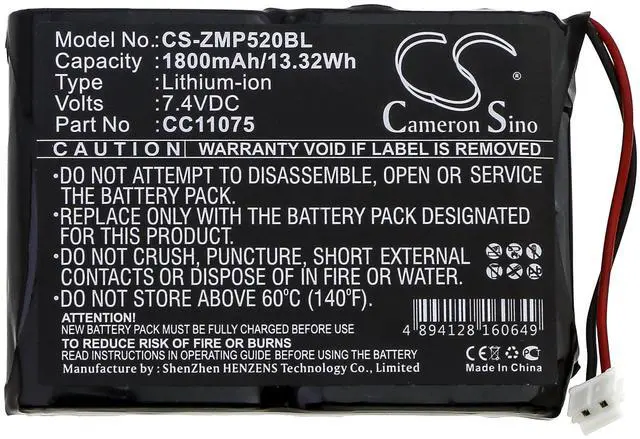 Model No.: CS-ZMP520BL
Capacity : 1800mAh/13.32Wh
Type : Lithium-ion
Volts : 7.4VDC
Part No : CC11075
Cameron Sino
CAUTION WARRANTY VOID IF LABEL IS REMOVED
•DO NOT ATTEMPT TO DISASSEMBLE, OPEN OR SERVICE
THE BATTERY PACK.
•REPLACE ONLY WITH THE BATTERY PACK DESIGNATED
FOR THIS PRODUCT.
•DO NOT CRUSH, PUNCTURE, SHORT EXTERNAL
CONTACTS OR DISPOSE OF IN FIRE OR WATER.
•DO NOT STORE ABOVE 60°C (140°F).
ATTENTION:
NEW BATTERY PACK MUST BE FULLY CHARGED BEFORE USE.
TO REDUCE RISK OF FIRE OR BURNS
READ INSTRUCTIONS IN OPERATING MANUAL BEFORE USE.
Manufacturer by: ShenZhen HENZENS Technology Co., Limited.
4 894128 160649
CE
PC
Made In China